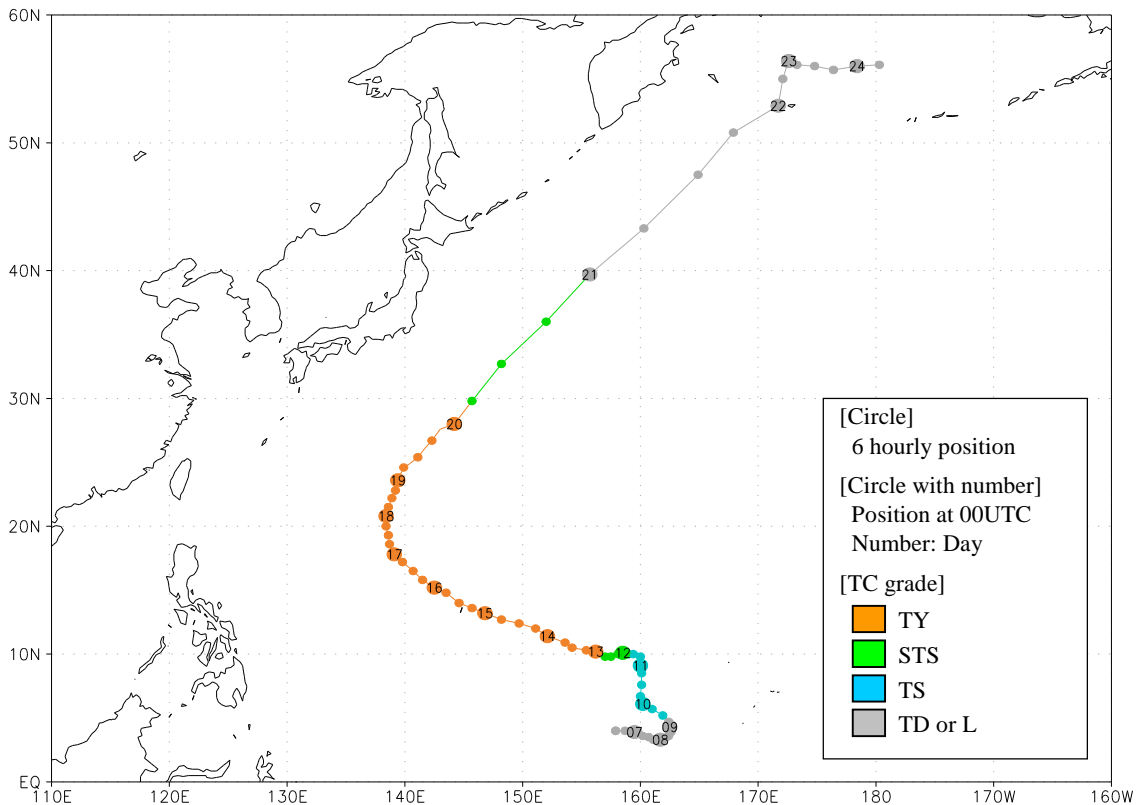 60N
50N
40N
30N
20N
10N
EQ
110E 120E 130E 140E 150E 160E 170E 180 170W 160W
23
24
22
21
20
19
18
17
16
15
14
13
12
11
10
09
08
07
[Circle]
6 hourly position
[Circle with number]
Position at 00UTC
Number: Day
[TC grade]
TY
STS
TS
TD or L